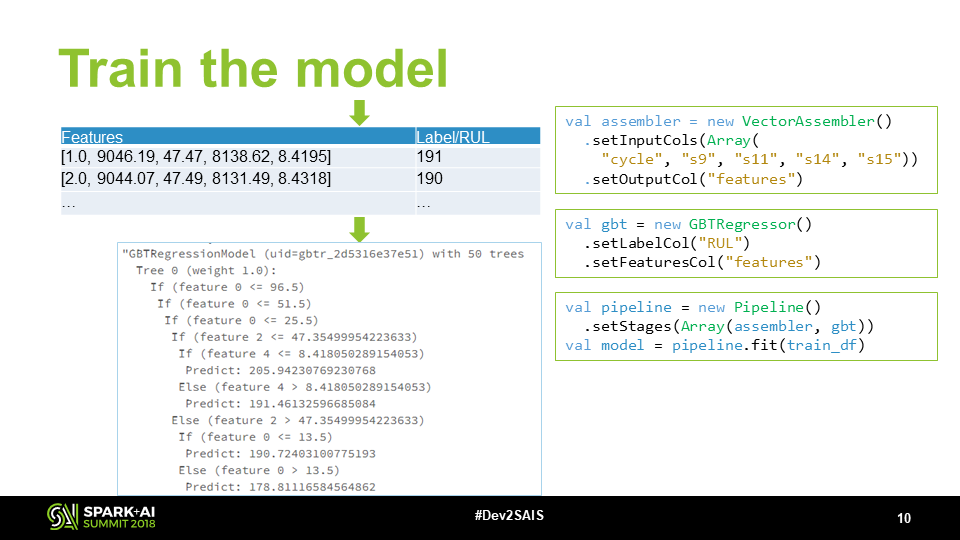 Train the model
Features Label/RUL
[1.0, 9046.19, 47.47, 8138.62, 8.4195] 191
[2.0, 9044.07, 47.49, 8131.49, 8.4318] 190
… …
"GBTRegressionModel (uid=gbtr_2d5316e37e51) with 50 trees
Tree 0 (weight 1.0):
If (feature 0 <= 96.5)
If (feature 0 <= 51.5)
If (feature 0 <= 25.5)
If (feature 2 <= 47.35499954223633)
If (feature 4 <= 8.418050289154053)
Predict: 205.94230769230768
Else (feature 4 > 8.418050289154053)
Predict: 191.46132596685084
Else (feature 2 > 47.35499954223633)
If (feature 0 <= 13.5)
Predict: 190.72403100775193
Else (feature 0 > 13.5)
Predict: 178.81116584564862
val assembler = new VectorAssembler()
.setInputCols(Array(
"cycle", "s9", "s11", "s14", "s15"))
.setOutputCol("features")
val gbt = new GBTRegressor()
.setLabelCol("RUL")
.setFeaturesCol("features")
val pipeline = new Pipeline()
.setStages(Array(assembler, gbt))
val model = pipeline.fit(train_df)
SPARK+AI
SUMMIT 2018
#Dev2SAIS
10